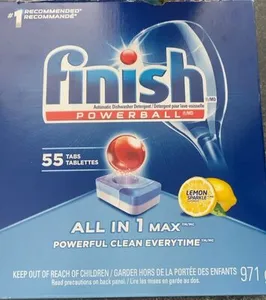 #1 RECOMMENDED*
RECOMMANDÉ*
finish
Automatic Dishwasher Detergent / Détergent pour lave-vaisselle
POWERBALL
55 TABS
TABLETTES
LEMON
SPARKLE
ALL IN 1 MAX
POWERFUL CLEAN EVERYTIME
KEEP OUT OF REACH OF CHILDREN / GARDER HORS DE LA PORTÉE DES ENFANTS
Read precautions on back panel. / Lire les mises en garde au dos.
971